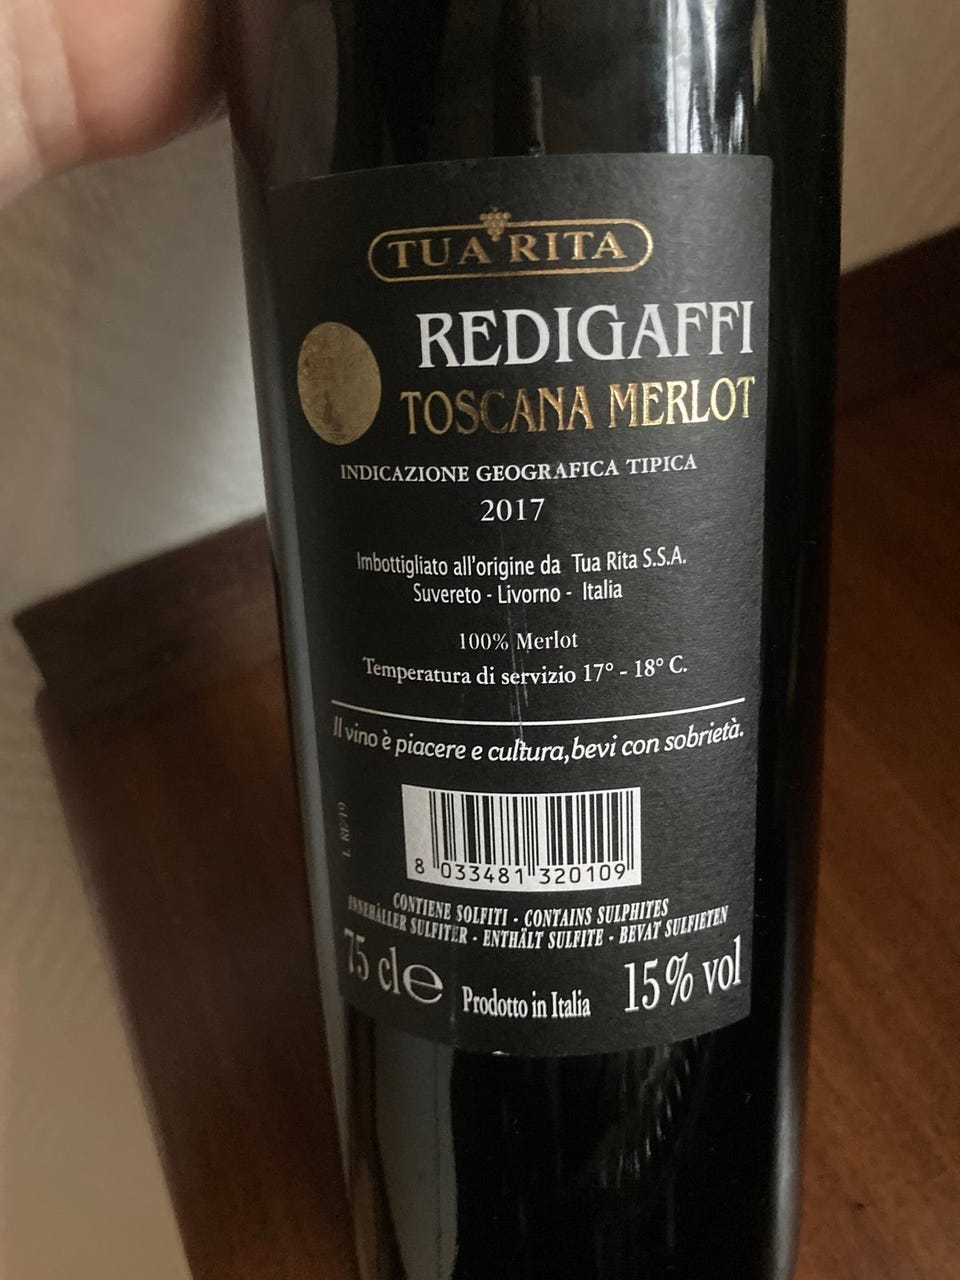 TUA RITA
REDIGAFFI
TOSCANA MERLOT
INDICAZIONE GEOGRAFICA TIPICA
2017
Imbottigliato all'origine da Tua Rita S.S.A.
Suvereto - Livorno - Italia
100% Merlot
Temperatura di servizio 17° - 18° C.
Il vino è piacere e cultura, bevi con sobrietà.
L RE/19
8 033481 320109
CONTIENE SOLFITI - CONTAINS SULPHITES
INNEHÅLLER SULFITER - ENTHÄLT SULFITE - BEVAT SULFIETEN
75 cl e Prodotto in Italia 15% vol